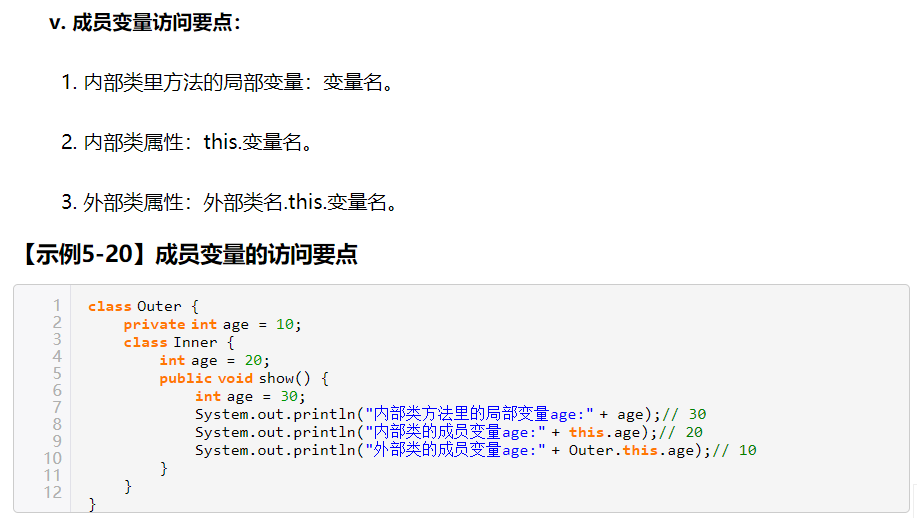 v. 成员变量访问要点：
1. 内部类里方法的局部变量：变量名。
2. 内部类属性：this.变量名。
3. 外部类属性：外部类名.this.变量名。
【示例5-20】成员变量的访问要点
1 class Outer {
2     private int age = 10;
3     class Inner {
4         int age = 20;
5         public void show() {
6             int age = 30;
7             System.out.println("内部类方法里的局部变量age:" + age);// 30
8             System.out.println("内部类的成员变量age:" + this.age);// 20
9             System.out.println("外部类的成员变量age:" + Outer.this.age);// 10
10         }
11     }
12 }